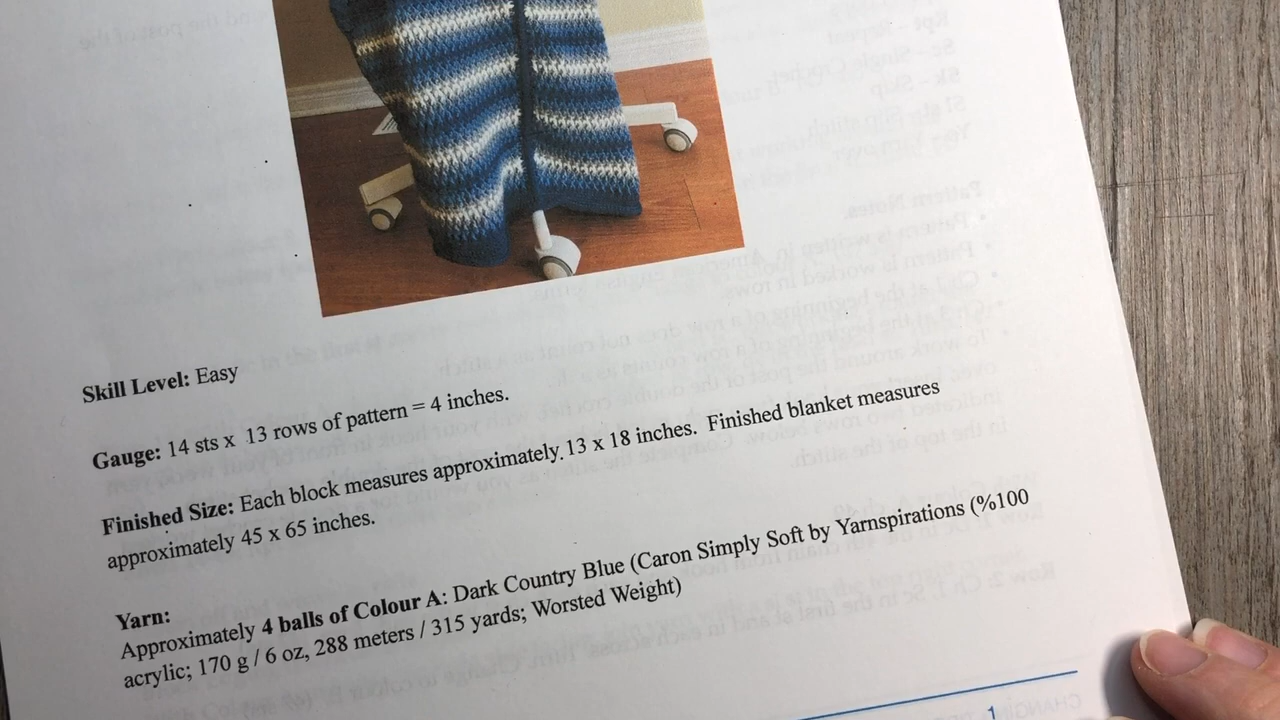 Skill Level: Easy
Gauge: 14 sts x 13 rows of pattern = 4 inches.
Finished Size: Each block measures approximately 13 x 18 inches. Finished blanket measures
approximately 45 x 65 inches.
Yarn:
Approximately 4 balls of Colour A: Dark Country Blue (Caron Simply Soft by Yarnspirations (%100
acrylic; 170 g / 6 oz, 288 meters / 315 yards; Worsted Weight)
1